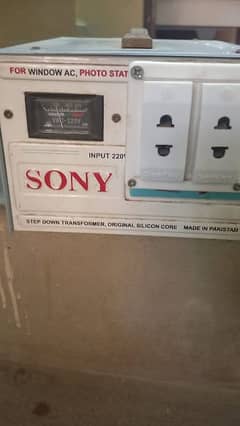 FOR WINDOW AC, PHOTO STAT
INPUT 220V
SONY
STEP DOWN TRANSFORMER, ORIGINAL SILICON CORE MADE IN PAKISTAN